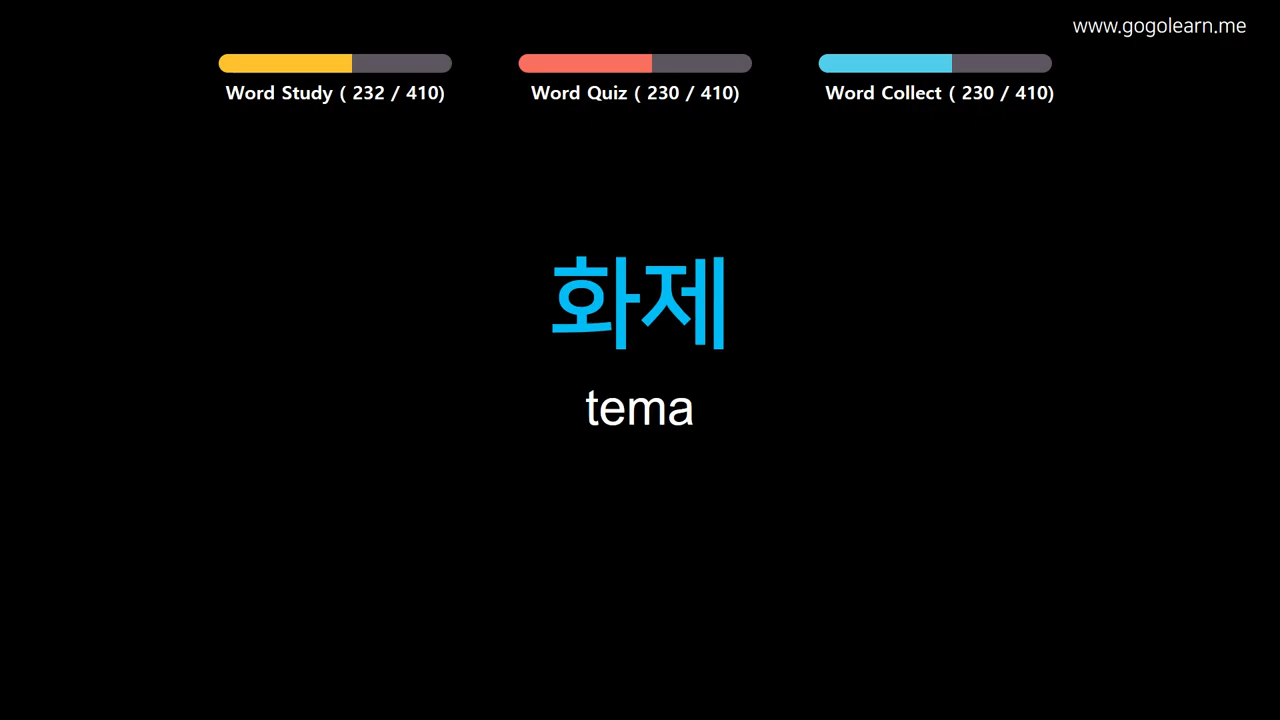 www.gogolearn.me
Word Study ( 232 / 410)
Word Quiz ( 230 / 410)
Word Collect ( 230 / 410)
화제
tema